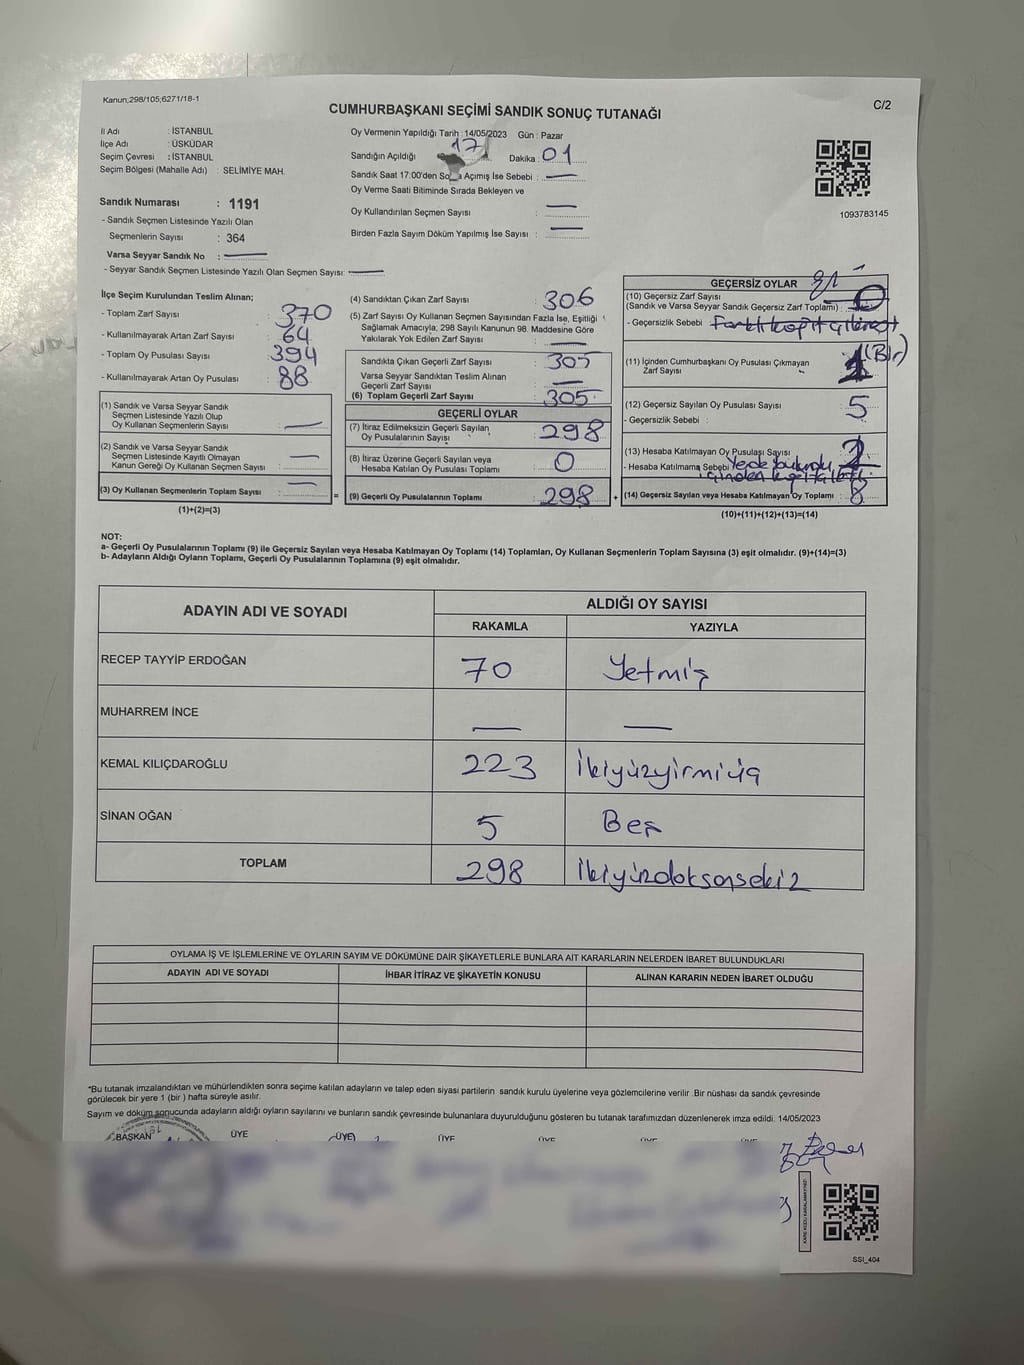 Kanun;298/105;6271/18-1
C/2
CUMHURBAŞKANI SEÇİMİ SANDIK SONUÇ TUTANAĞI
İl Adı : İSTANBUL
İlçe Adı : ÜSKÜDAR
Seçim Çevresi : İSTANBUL
Seçim Bölgesi (Mahalle Adı) : SELİMİYE MAH.
Sandık Numarası : 1191
- Sandık Seçmen Listesinde Yazılı Olan
Seçmenlerin Sayısı : 364
Varsa Seyyar Sandık No :
- Seyyar Sandık Seçmen Listesinde Yazılı Olan Seçmen Sayısı:
Oy Vermenin Yapıldığı Tarih :14/05/2023 Gün : Pazar
Sandığın Açıldığı 17 Dakika : 01
Sandık Saat 17:00'den Açımış İse Sebebi :
Oy Verme Saati Bitiminde Sırada Bekleyen ve
Oy Kullandırılan Seçmen Sayısı :
Birden Fazla Sayım Döküm Yapılmış İse Sayısı :
1093783145
İlçe Seçim Kurulundan Teslim Alınan;
- Toplam Zarf Sayısı : 370
- Kullanılmayarak Artan Zarf Sayısı : 64
- Toplam Oy Pusulası Sayısı : 394
- Kullanılmayarak Artan Oy Pusulası : 88
(1) Sandık ve Varsa Seyyar Sandık
Seçmen Listesinde Yazılı Olup
Oy Kullanan Seçmenlerin Sayısı :
(2) Sandık ve Varsa Seyyar Sandık
Seçmen Listesinde Kayıtlı Olmayan
Kanun Gereği Oy Kullanan Seçmen Sayısı :
(3) Oy Kullanan Seçmenlerin Toplam Sayısı :
(1)+(2)=(3)
(4) Sandıktan Çıkan Zarf Sayısı : 306
(5) Zarf Sayısı Oy Kullanan Seçmen Sayısından Fazla İse, Eşitliği
Sağlamak Amacıyla, 298 Sayılı Kanunun 98. Maddesine Göre
Yakılarak Yok Edilen Zarf Sayısı :
Sandıkta Çıkan Geçerli Zarf Sayısı : 305
Varsa Seyyar Sandıktan Teslim Alınan
Geçerli Zarf Sayısı :
(6) Toplam Geçerli Zarf Sayısı : 305
GEÇERLİ OYLAR
(7) İtiraz Edilmeksizin Geçerli Sayılan
Oy Pusulalarının Sayısı : 298
(8) İtiraz Üzerine Geçerli Sayılan veya
Hesaba Katılan Oy Pusulası Toplamı : 0
= (9) Geçerli Oy Pusulalarının Toplamı : 298 +
GEÇERSİZ OYLAR
(10) Geçersiz Zarf Sayısı
(Sandık ve Varsa Seyyar Sandık Geçersiz Zarf Toplamı) : 0
- Geçersizlik Sebebi :
(11) İçinden Cumhurbaşkanı Oy Pusulası Çıkmayan
Zarf Sayısı : 1 (Bir)
(12) Geçersiz Sayılan Oy Pusulası Sayısı : 5
- Geçersizlik Sebebi :
(13) Hesaba Katılmayan Oy Pusulası Sayısı : 2
- Hesaba Katılmama Sebebi
(14) Geçersiz Sayılan veya Hesaba Katılmayan Oy Toplamı : 8
(10)+(11)+(12)+(13)=(14)
NOT:
a- Geçerli Oy Pusulalarının Toplamı (9) ile Geçersiz Sayılan veya Hesaba Katılmayan Oy Toplamı (14) Toplamları, Oy Kullanan Seçmenlerin Toplam Sayısına (3) eşit olmalıdır. (9)+(14)=(3)
b- Adayların Aldığı Oyların Toplamı, Geçerli Oy Pusulalarının Toplamına (9) eşit olmalıdır.
ADAYIN ADI VE SOYADI
ALDIĞI OY SAYISI
RAKAMLA YAZIYLA
RECEP TAYYİP ERDOĞAN 70 Yetmiş
MUHARREM İNCE
KEMAL KILIÇDAROĞLU 223 İkiyüzyirmiüç
SİNAN OĞAN 5 Beş
TOPLAM 298 İkiyüzdoksansekiz
OYLAMA İŞ VE İŞLEMLERİNE VE OYLARIN SAYIM VE DÖKÜMÜNE DAİR ŞİKAYETLERLE BUNLARA AİT KARARLARIN NELERDEN İBARET BULUNDUKLARI
ADAYIN ADI VE SOYADI İHBAR İTİRAZ VE ŞİKAYETİN KONUSU ALINAN KARARIN NEDEN İBARET OLDUĞU
*Bu tutanak imzalandıktan ve mühürlendikten sonra seçime katılan adayların ve talep eden siyasi partilerin sandık kurulu üyelerine veya gözlemcilerine verilir .Bir nüshası da sandık çevresinde
görülecek bir yere 1 (bir ) hafta süreyle asılır.
Sayım ve döküm sonucunda adayların aldığı oyların sayılarını ve bunların sandık çevresinde bulunanlara duyurulduğunu gösteren bu tutanak tarafımızdan düzenlenerek imza edildi. 14/05/2023
BAŞKAN ÜYE ÜYE ÜYE ÜYE ÜYE ÜYE
SSI_404